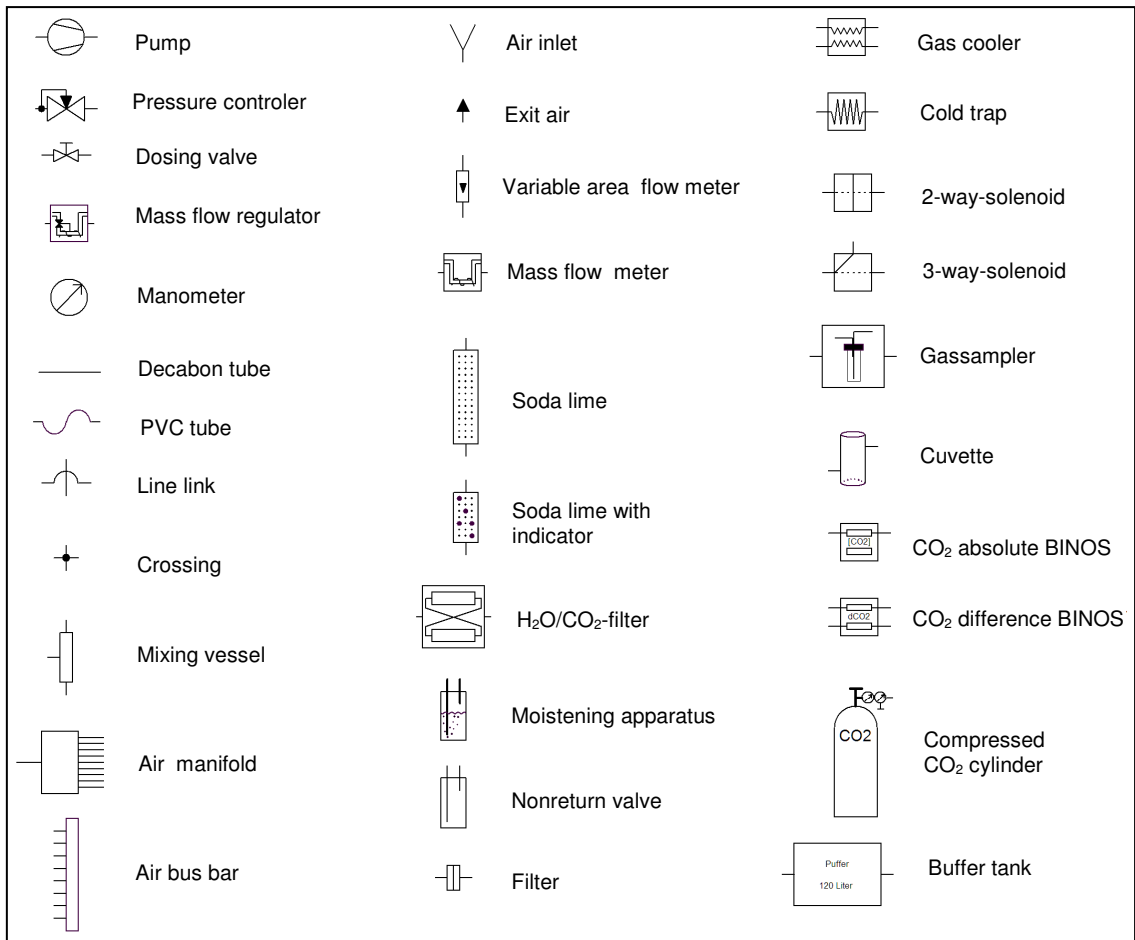 Pump
Pressure controler
Dosing valve
Mass flow regulator
Manometer
Decabon tube
PVC tube
Line link
Crossing
Mixing vessel
Air manifold
Air bus bar
Air inlet
Exit air
Variable area flow meter
Mass flow meter
Soda lime
Soda lime with
indicator
H₂O/CO₂-filter
Moistening apparatus
Nonreturn valve
Filter
Gas cooler
Cold trap
2-way-solenoid
3-way-solenoid
Gassampler
Cuvette
[CO2]
CO₂ absolute BINOS
dCO2
CO₂ difference BINOS
CO2
Compressed
CO₂ cylinder
Puffer
120 Liter
Buffer tank